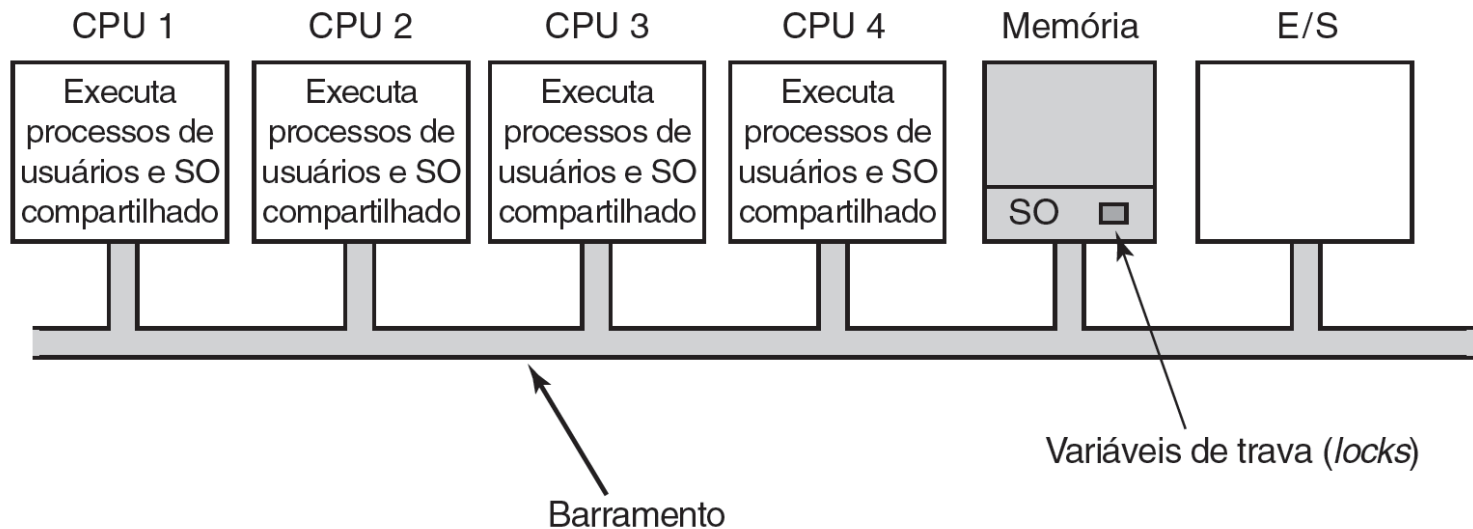 CPU 1
CPU 2
CPU 3
CPU 4
Memória
E/S
Executa
processos de
usuários e SO
compartilhado
Executa
processos de
usuários e SO
compartilhado
Executa
processos de
usuários e SO
compartilhado
Executa
processos de
usuários e SO
compartilhado
SO
Variáveis de trava (locks)
Barramento